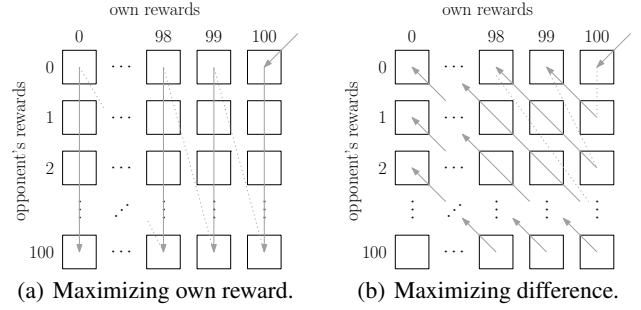 own rewards
own rewards
0 ··· 98 99 100
0 ··· 98 99 100
opponent's rewards
0
1
2
100
opponent's rewards
0
1
2
100
(a) Maximizing own reward.
(b) Maximizing difference.